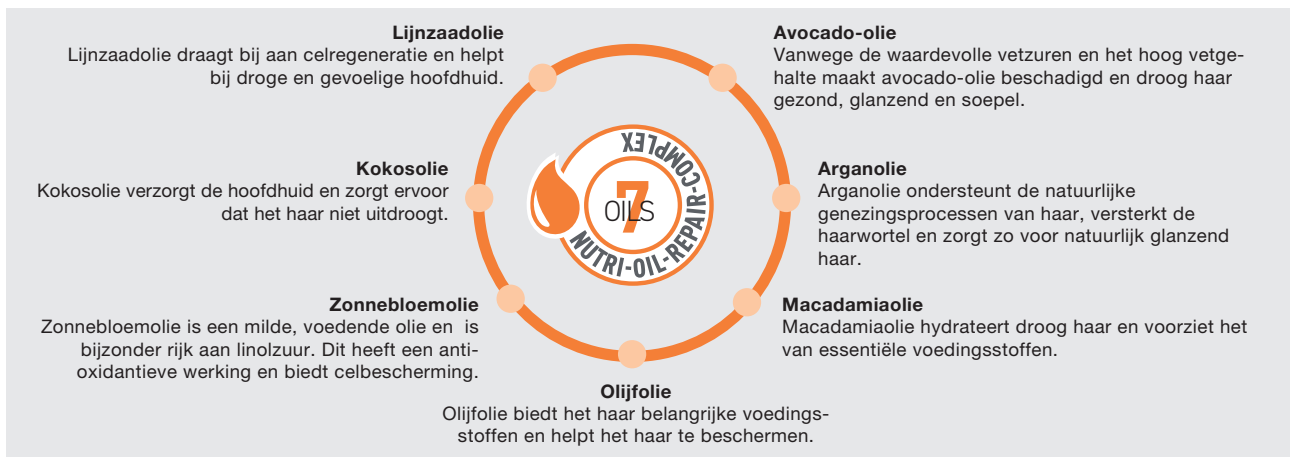 Lijnzaadolie
Lijnzaadolie draagt bij aan celregeneratie en helpt
bij droge en gevoelige hoofdhuid.
Avocado-olie
Vanwege de waardevolle vetzuren en het hoog vetge-
halte maakt avocado-olie beschadigd en droog haar
gezond, glanzend en soepel.
Kokosolie
Kokosolie verzorgt de hoofdhuid en zorgt ervoor
dat het haar niet uitdroogt.
7
OILS
NUTRI-OIL-REPAIR-COMPLEX
Arganolie
Arganolie ondersteunt de natuurlijke
genezingsprocessen van haar, versterkt de
haarwortel en zorgt zo voor natuurlijk glanzend
haar.
Zonnebloemolie
Zonnebloemolie is een milde, voedende olie en  is
bijzonder rijk aan linolzuur. Dit heeft een anti-
oxidantieve werking en biedt celbescherming.
Macadamiaolie
Macadamiaolie hydrateert droog haar en voorziet het
van essentiële voedingsstoffen.
Olijfolie
Olijfolie biedt het haar belangrijke voedings-
stoffen en helpt het haar te beschermen.